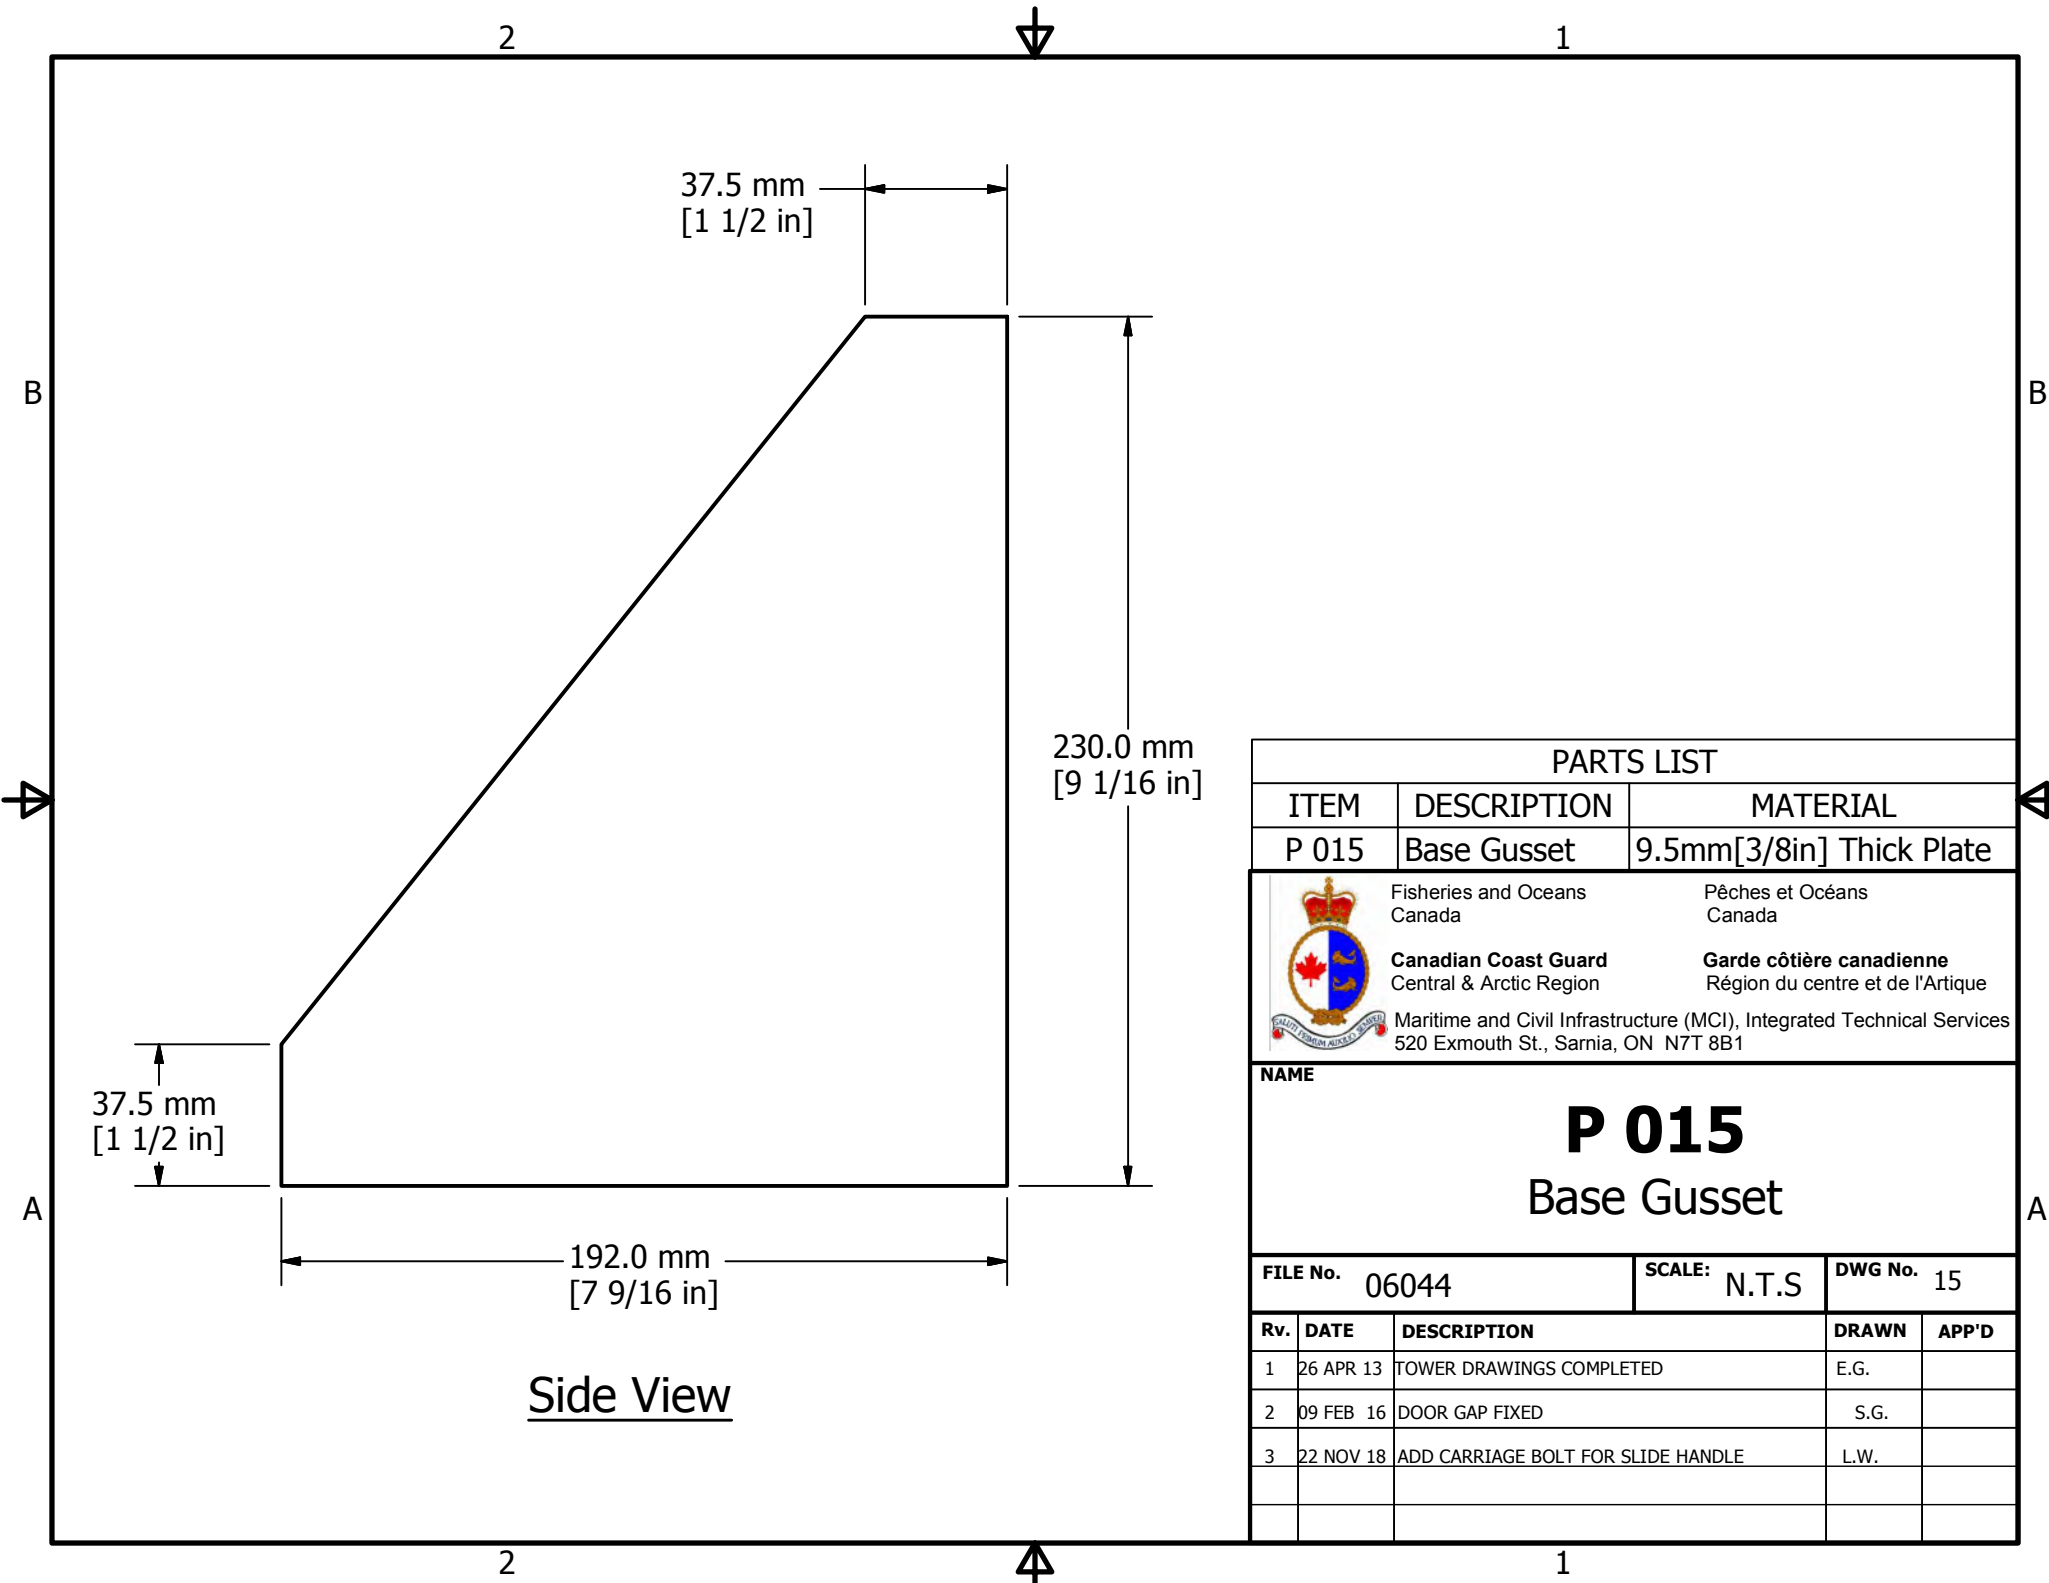 2
1
37.5 mm
[1 1/2 in]
B
B
230.0 mm
[9 1/16 in]
37.5 mm
[1 1/2 in]
A
A
192.0 mm
[7 9/16 in]
Side View
PARTS LIST
ITEM DESCRIPTION MATERIAL
P 015 Base Gusset 9.5mm[3/8in] Thick Plate
Fisheries and Oceans Pêches et Océans
Canada Canada
Canadian Coast Guard Garde côtière canadienne
Central & Arctic Region Région du centre et de l'Artique
SALUTI PRIMUM AUXILIO SEMPER
Maritime and Civil Infrastructure (MCI), Integrated Technical Services
520 Exmouth St., Sarnia, ON N7T 8B1
NAME
P 015
Base Gusset
FILE No. 06044 SCALE: N.T.S DWG No. 15
Rv. DATE DESCRIPTION DRAWN APP'D
1 26 APR 13 TOWER DRAWINGS COMPLETED E.G.
2 09 FEB 16 DOOR GAP FIXED S.G.
3 22 NOV 18 ADD CARRIAGE BOLT FOR SLIDE HANDLE L.W.
2
1